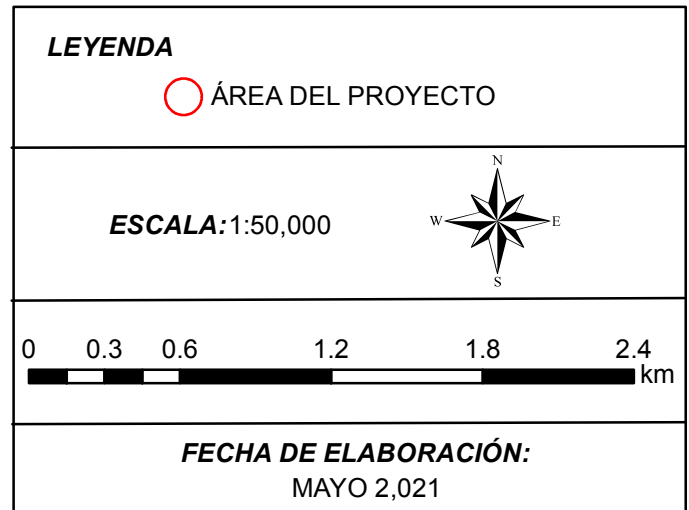 LEYENDA
ÁREA DEL PROYECTO
N
W
E
S
ESCALA:1:50,000
0 0.3 0.6 1.2 1.8 2.4
km
FECHA DE ELABORACIÓN:
MAYO 2,021